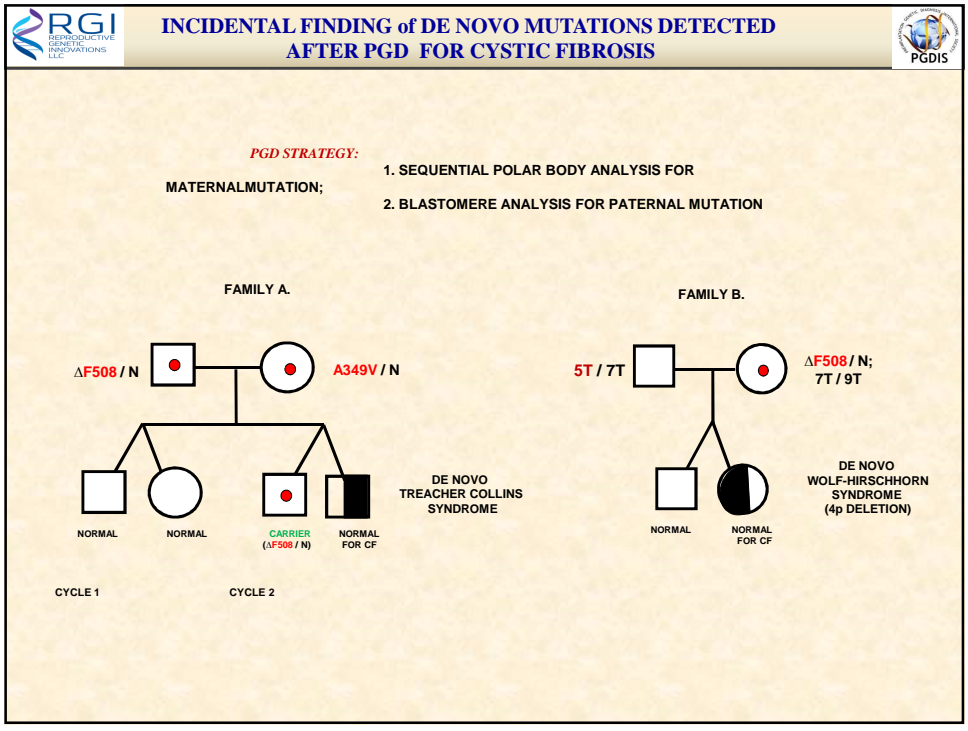 RGI
REPRODUCTIVE
GENETIC
INNOVATIONS
LLC
INCIDENTAL FINDING of DE NOVO MUTATIONS DETECTED
AFTER PGD FOR CYSTIC FIBROSIS
PGDIS
PGD STRATEGY:
1. SEQUENTIAL POLAR BODY ANALYSIS FOR
MATERNALMUTATION;
2. BLASTOMERE ANALYSIS FOR PATERNAL MUTATION
FAMILY A.
∆F508 / N
A349V / N
NORMAL
NORMAL
CARRIER
(∆F508 / N)
NORMAL
FOR CF
DE NOVO
TREACHER COLLINS
SYNDROME
CYCLE 1
CYCLE 2
FAMILY B.
5T / 7T
∆F508 / N;
7T / 9T
NORMAL
NORMAL
FOR CF
DE NOVO
WOLF-HIRSCHHORN
SYNDROME
(4p DELETION)